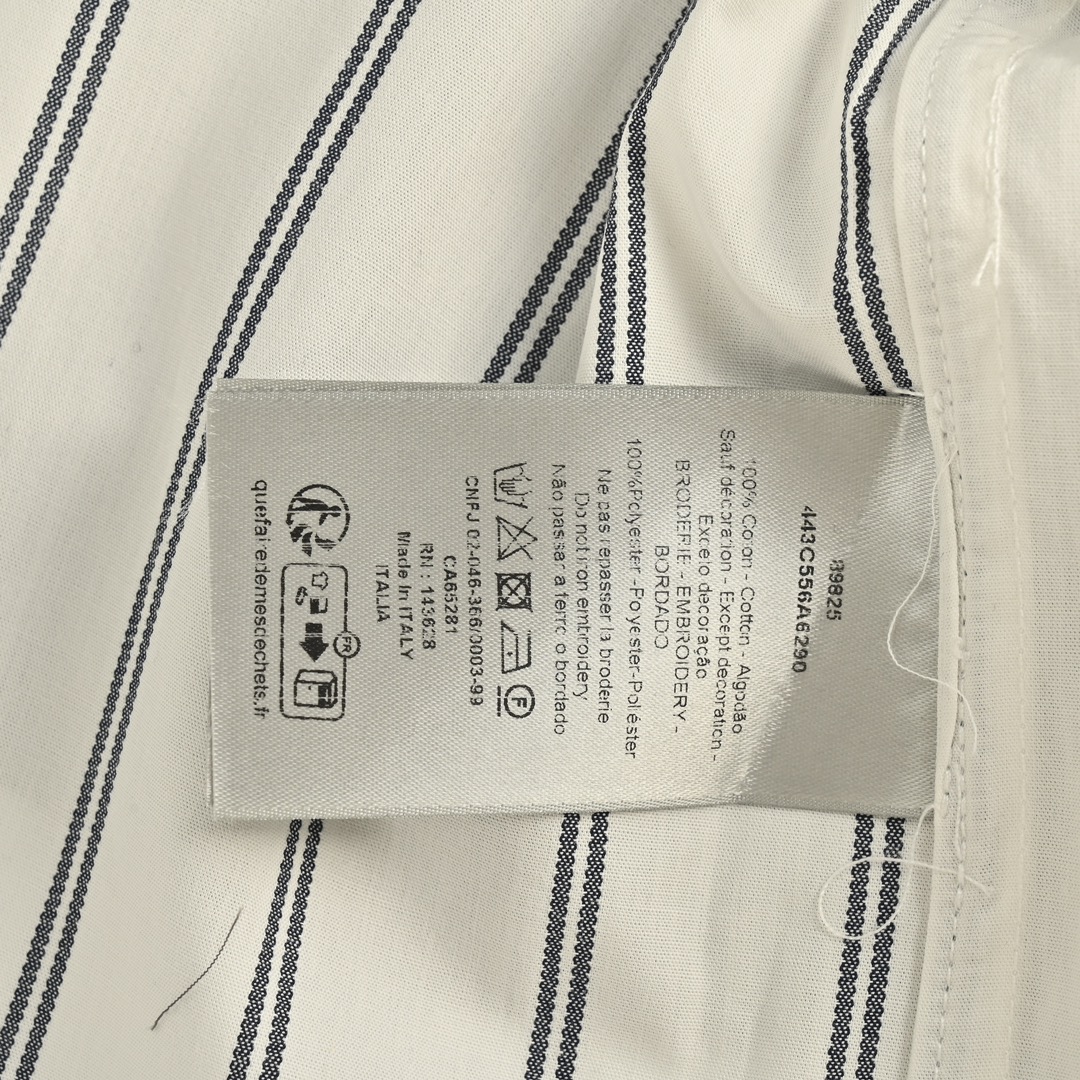 89825
443C556A6290
100% Coton - Cotton - Algodão
Sauf décoration - Except decoration -
Exceto decoração
BRODERIE - EMBROIDERY -
BORDADO
100%Polyester -Polyester-Poliéster
Ne pas repasser la broderie
Do not iron embroidery
Não passar a ferro o bordado
F
CNPJ 02-046-366/0003-99
CA65281
RN : 143628
Made In ITALY
ITALIA
FR
quefairedemesdechets.fr